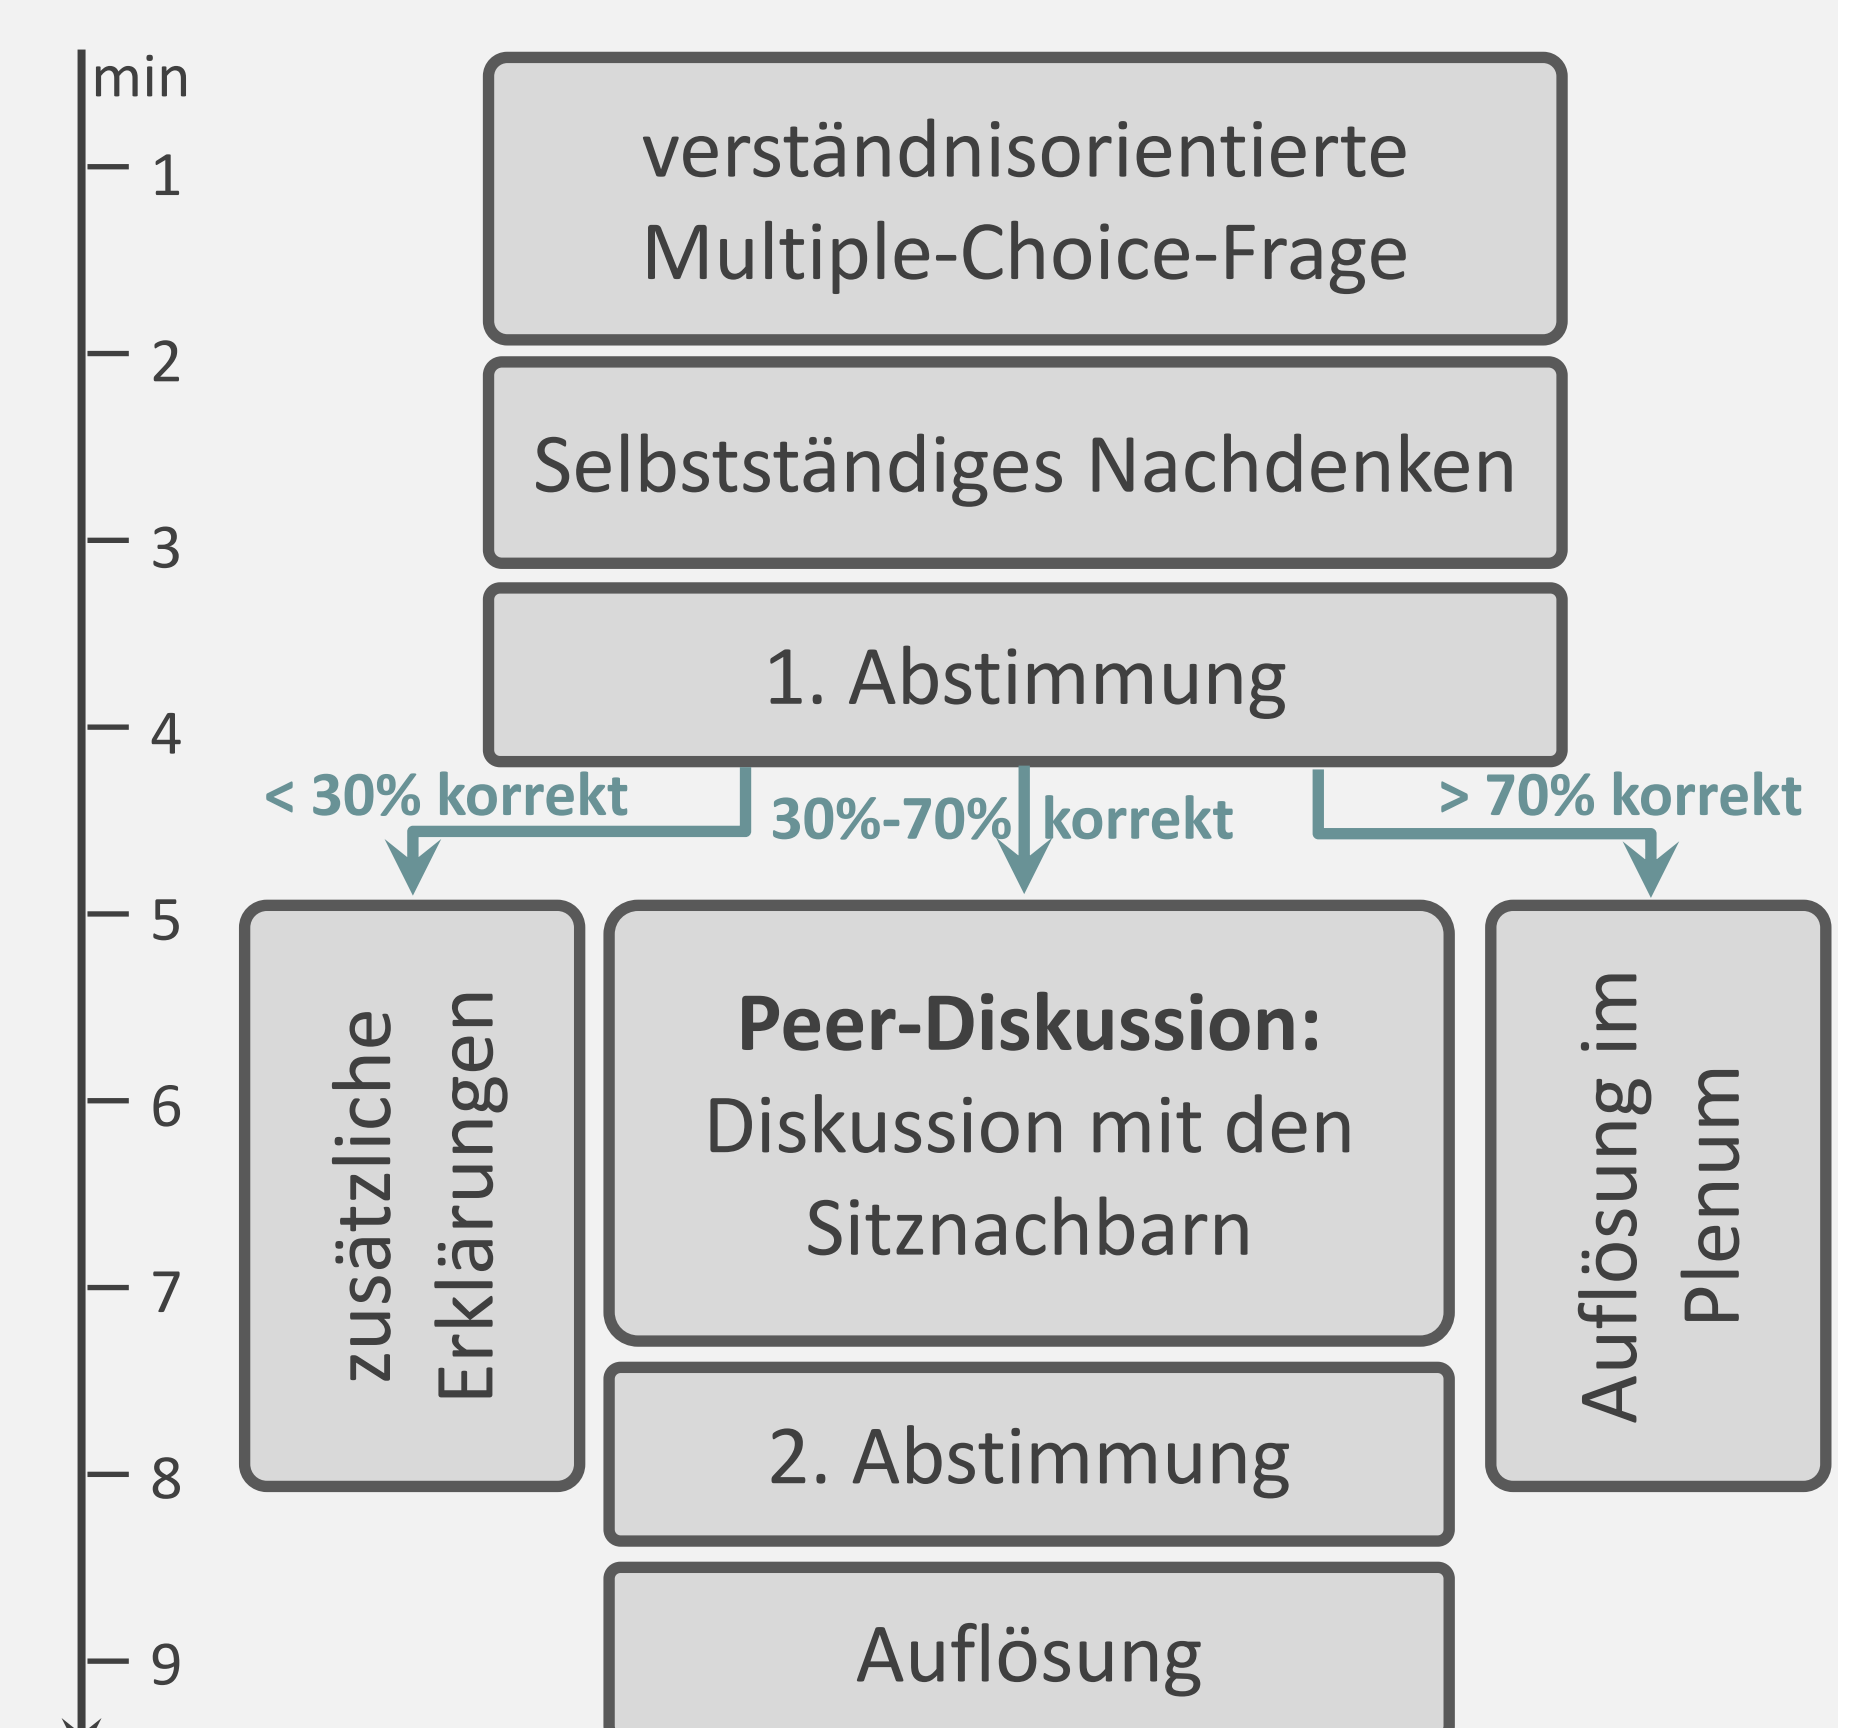 min
1
2
3
4
5
6
7
8
9
verständnisorientierte
Multiple-Choice-Frage
Selbstständiges Nachdenken
1. Abstimmung
< 30% korrekt
30%-70% korrekt
> 70% korrekt
zusätzliche
Erklärungen
Peer-Diskussion:
Diskussion mit den
Sitznachbarn
2. Abstimmung
Auflösung
Auflösung im
Plenum